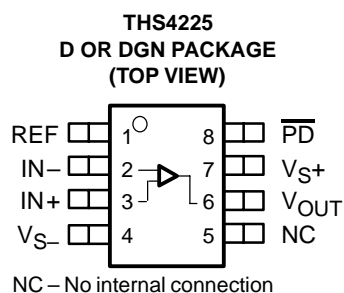 THS4225
D OR DGN PACKAGE
(TOP VIEW)
REF 1 8 PD
IN– 2 7 VS+
IN+ 3 6 VOUT
VS– 4 5 NC
NC – No internal connection